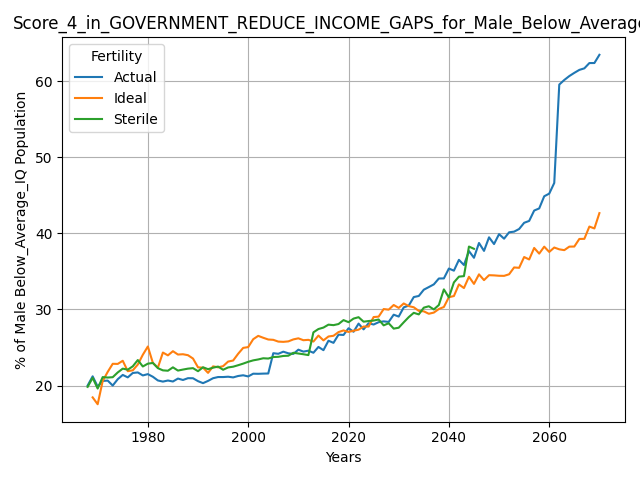 Score_4_in_GOVERNMENT_REDUCE_INCOME_GAPS_for_Male_Below_Average
Fertility
Actual
Ideal
Sterile
% of Male Below_Average_IQ Population
60
50
40
30
20
1980
2000
2020
2040
2060
Years